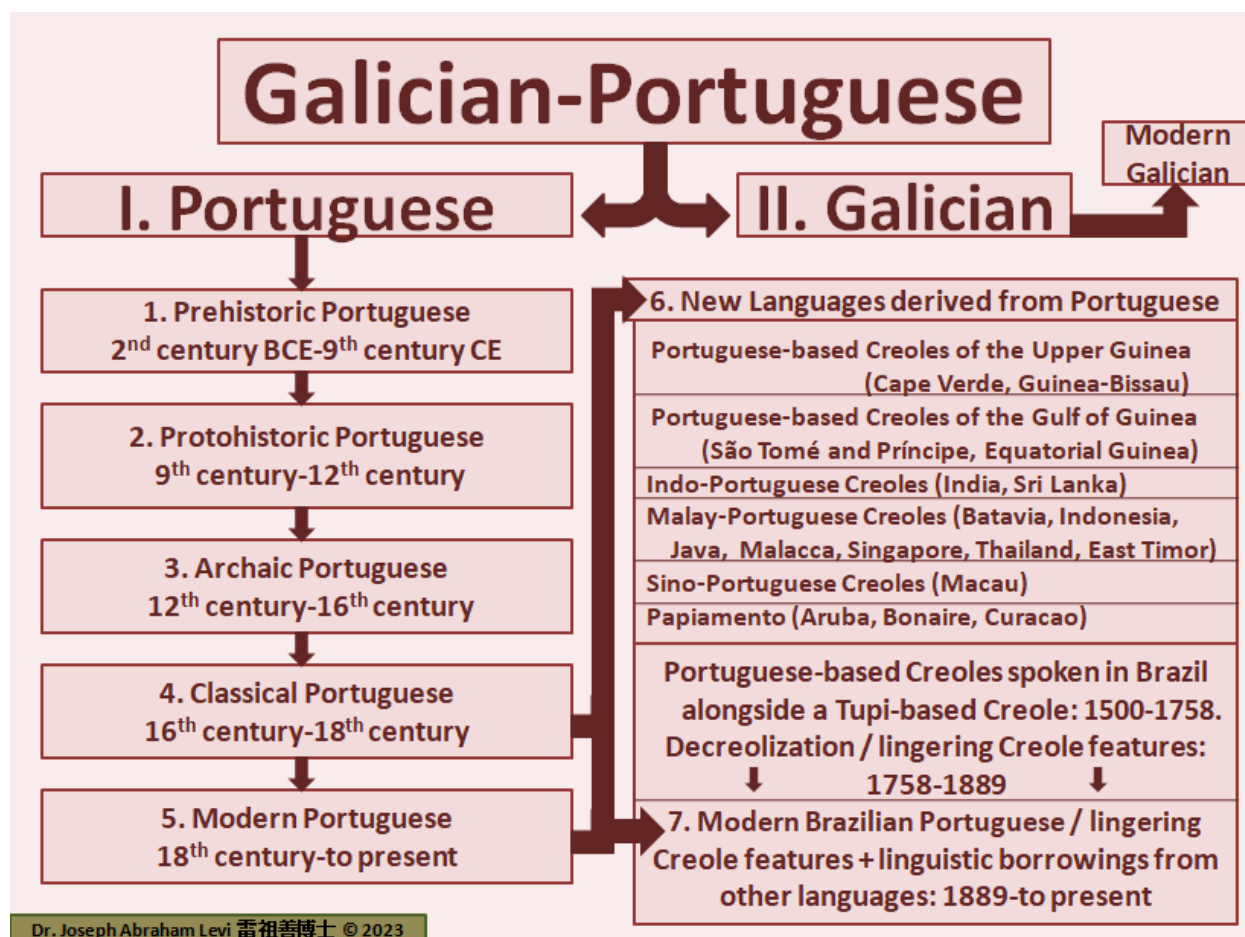 Galician-Portuguese
Modern
Galician
I. Portuguese
II. Galician
1. Prehistoric Portuguese
2nd century BCE-9th century CE
2. Protohistoric Portuguese
9th century-12th century
3. Archaic Portuguese
12th century-16th century
4. Classical Portuguese
16th century-18th century
5. Modern Portuguese
18th century-to present
6. New Languages derived from Portuguese
Portuguese-based Creoles of the Upper Guinea
(Cape Verde, Guinea-Bissau)
Portuguese-based Creoles of the Gulf of Guinea
(São Tomé and Príncipe, Equatorial Guinea)
Indo-Portuguese Creoles (India, Sri Lanka)
Malay-Portuguese Creoles (Batavia, Indonesia,
Java, Malacca, Singapore, Thailand, East Timor)
Sino-Portuguese Creoles (Macau)
Papiamento (Aruba, Bonaire, Curacao)
Portuguese-based Creoles spoken in Brazil
alongside a Tupi-based Creole: 1500-1758.
Decreolization / lingering Creole features:
1758-1889
7. Modern Brazilian Portuguese / lingering
Creole features + linguistic borrowings from
other languages: 1889-to present
Dr. Joseph Abraham Levi 雷祖善博士 © 2023